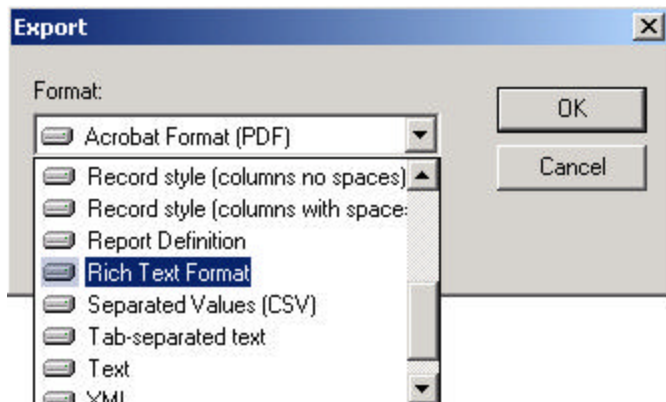 Export
Format:
OK
Acrobat Format (PDF)
Cancel
Record style (columns no spaces)
Record style (columns with space
Report Definition
Rich Text Format
Separated Values (CSV)
Tab-separated text
Text
XML